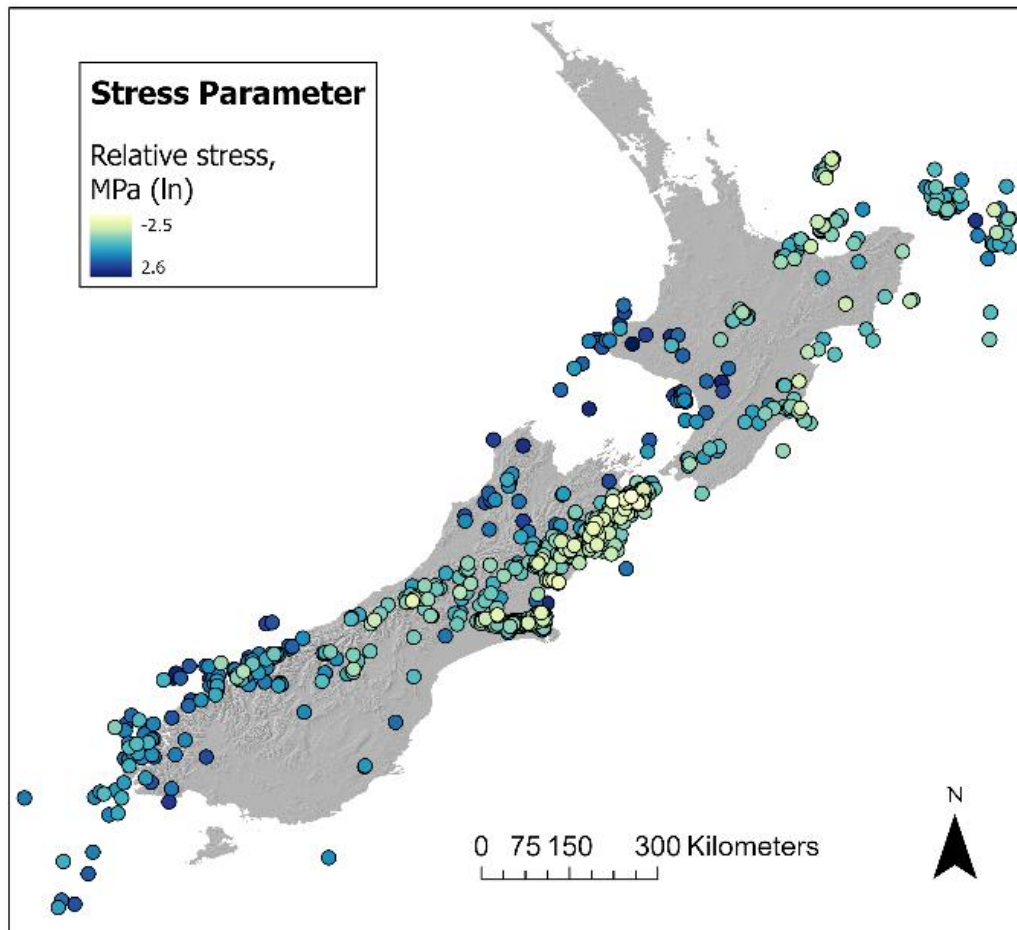 Stress Parameter
Relative stress,
MPa (ln)
-2.5
2.6
N
0 75 150 300 Kilometers